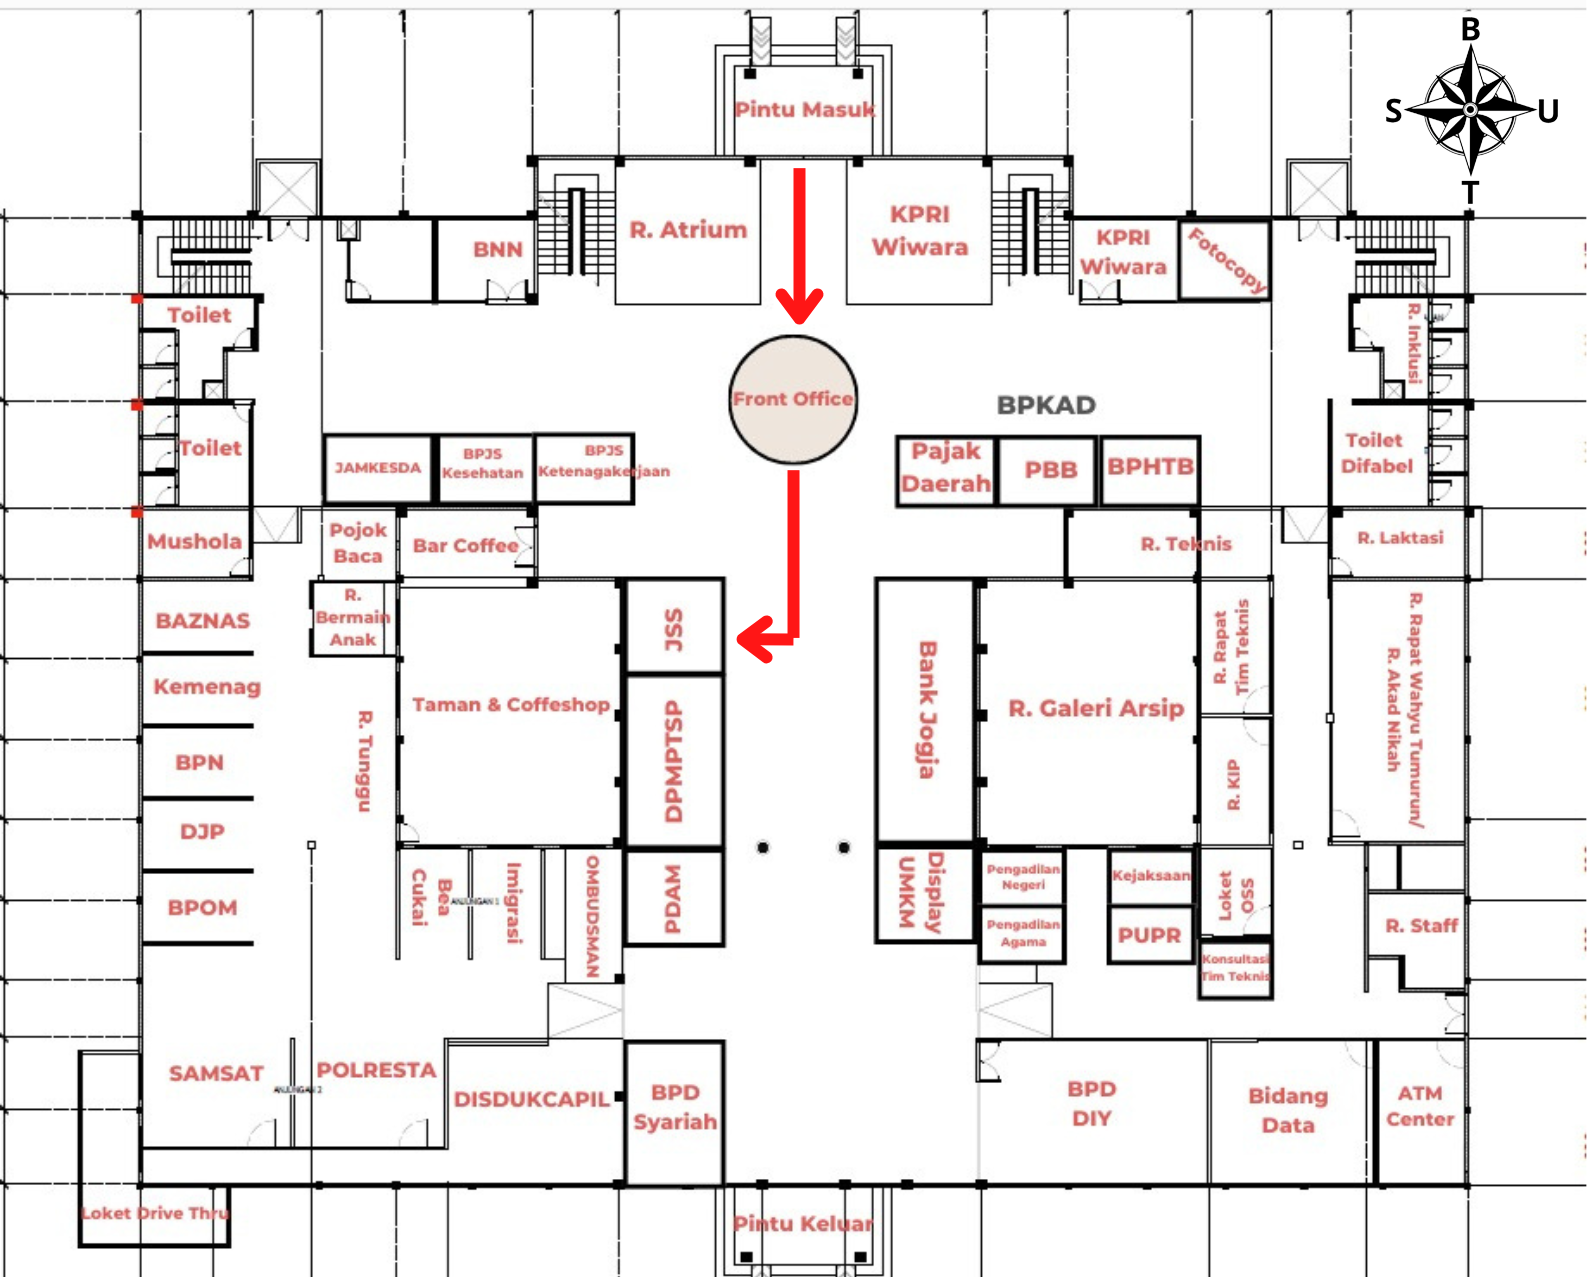 B
S
U
T
Pintu Masuk
R. Atrium
KPRI
Wiwara
BNN
KPRI
Wiwara
Fotocopy
Toilet
R. Inklusi
Front Office
BPKAD
Toilet
JAMKESDA
BPJS
Kesehatan
BPJS
Ketenagakerjaan
Pajak
Daerah
PBB
BPHTB
Toilet
Difabel
Mushola
Pojok
Baca
Bar Coffee
R. Teknis
R. Laktasi
BAZNAS
R.
Bermain
Anak
JSS
Bank Jogja
R. Rapat
Tim Teknis
R. Rapat Wahyu Tumurun/
R. Akad Nikah
Kemenag
R. Tunggu
Taman & Coffeshop
DPMPTSP
R. Galeri Arsip
BPN
R. KIP
DJP
BPOM
Bea
Cukai
ANJUNGAN 1
Imigrasi
OMBUDSMAN
PDAM
Display
UMKM
Pengadilan
Negeri
Kejaksaan
Loket
OSS
Pengadilan
Agama
PUPR
R. Staff
Konsultasi
Tim Teknis
SAMSAT
ANJUNGAN 2
POLRESTA
DISDUKCAPIL
BPD
Syariah
BPD
DIY
Bidang
Data
ATM
Center
Loket Drive Thru
Pintu Keluar